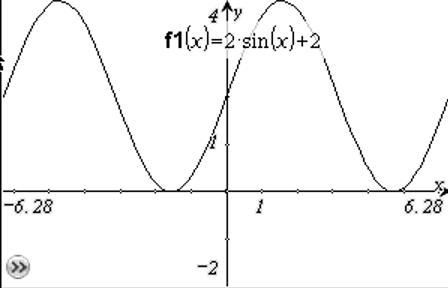 4 y
f1(x)=2·sin(x)+2
1
x
-6.28 1 6.28
-2